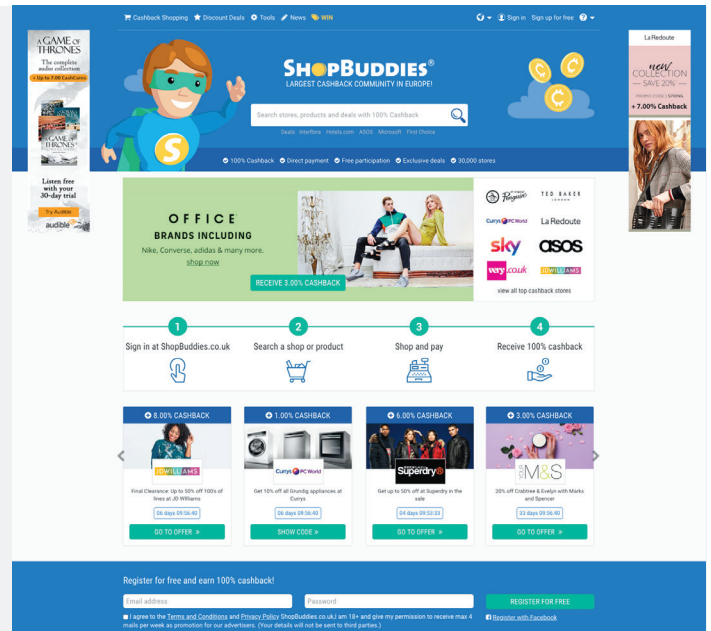 Cashback Shopping Discount Deals Tools News WIN
Sign in Sign up for free
A GAME OF
THRONES
The complete
audio collection
+ Up to 7.00 CashCures
A GAME OF
THRONES
Listen free
with your
30-day trial
Try Audible
audible
SHOPBUDDIES®
LARGEST CASHBACK COMMUNITY IN EUROPE!
Search stores, products and deals with 100% Cashback
Deals Interflora Hotels.com ASOS Microsoft First Choice
100% Cashback Direct payment Free participation Exclusive deals 30,000 stores
S
La Redoute
new
COLLECTION
— SAVE 20%* —
PROMO CODE | SPRING
+ 7.00% Cashback
OFFICE
BRANDS INCLUDING
Nike, Converse, adidas & many more.
shop now
RECEIVE 3.00% CASHBACK
Penguin TED BAKER
LONDON
Currys PC World La Redoute
sky asos
very.co.uk JDWILLIAMS
view all top cashback stores
1 2 3 4
Sign in at ShopBuddies.co.uk Search a shop or product Shop and pay Receive 100% cashback
8.00% CASHBACK 1.00% CASHBACK 6.00% CASHBACK 3.00% CASHBACK
JDWILLIAMS Currys PC World Superdry® YOUR M&S
Final Clearance: Up to 50% off 100's of Get 10% off all Grundig appliances at Get up to 50% off at Superdry in the 20% off Crabtree & Evelyn with Marks
lines at JD Williams Currys sale and Spencer
06 days 09:56:40 06 days 09:56:40 04 days 09:53:33 33 days 09:56:40
GO TO OFFER » SHOW CODE » GO TO OFFER » GO TO OFFER »
Register for free and earn 100% cashback!
Email address Password REGISTER FOR FREE
I agree to the Terms and Conditions and Privacy Policy ShopBuddies.co.uk,I am 18+ and give my permission to receive max 4 Register with Facebook
mails per week as promotion for our advertisers. (Your details will not be sent to third parties.)